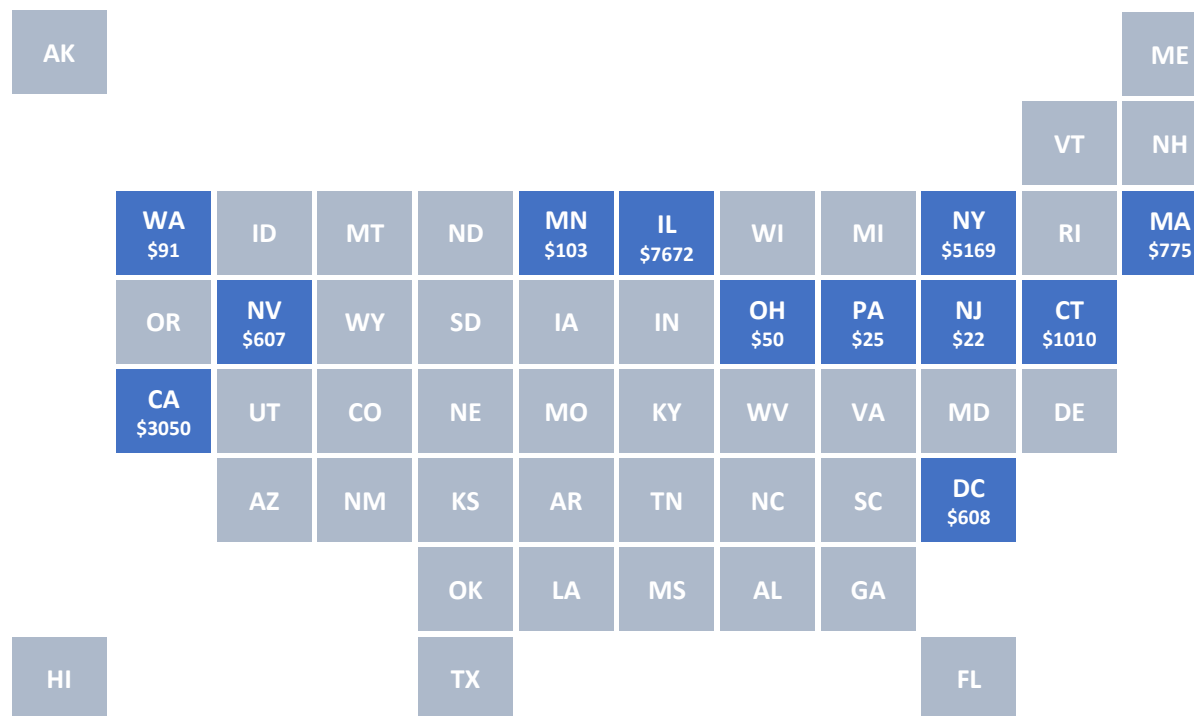 AK
ME
VT
NH
WA
$91
ID
MT
ND
MN
$103
IL
$7672
WI
MI
NY
$5169
RI
MA
$775
OR
NV
$607
WY
SD
IA
IN
OH
$50
PA
$25
NJ
$22
CT
$1010
CA
$3050
UT
CO
NE
MO
KY
WV
VA
MD
DE
AZ
NM
KS
AR
TN
NC
SC
DC
$608
OK
LA
MS
AL
GA
HI
TX
FL